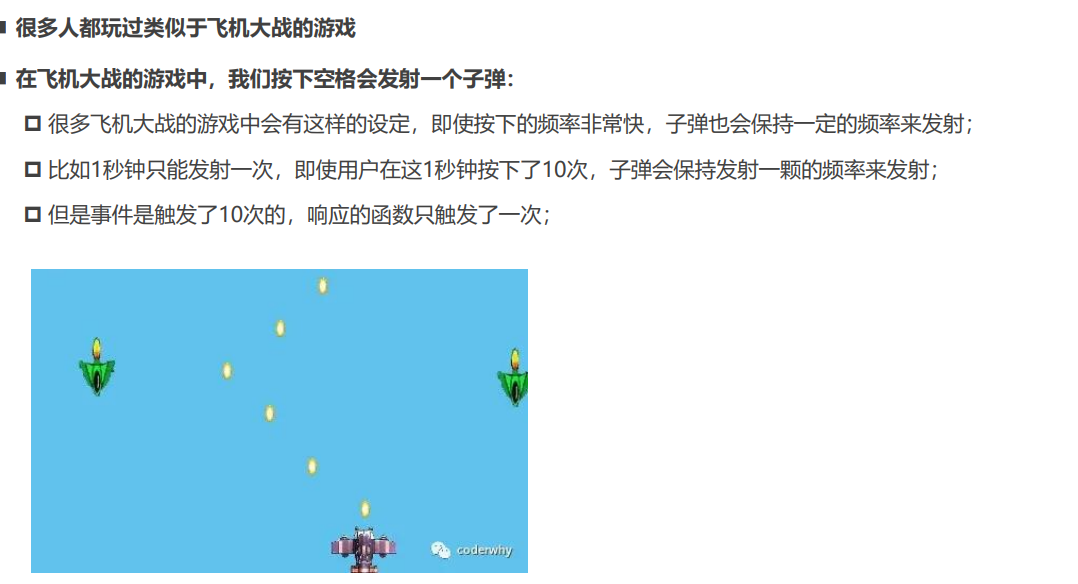 很多人都玩过类似于飞机大战的游戏
在飞机大战的游戏中，我们按下空格会发射一个子弹：
很多飞机大战的游戏中会有这样的设定，即使按下的频率非常快，子弹也会保持一定的频率来发射；
比如1秒钟只能发射一次，即使用户在这1秒钟按下了10次，子弹会保持发射一颗的频率来发射；
但是事件是触发了10次的，响应的函数只触发了一次；
coderwhy